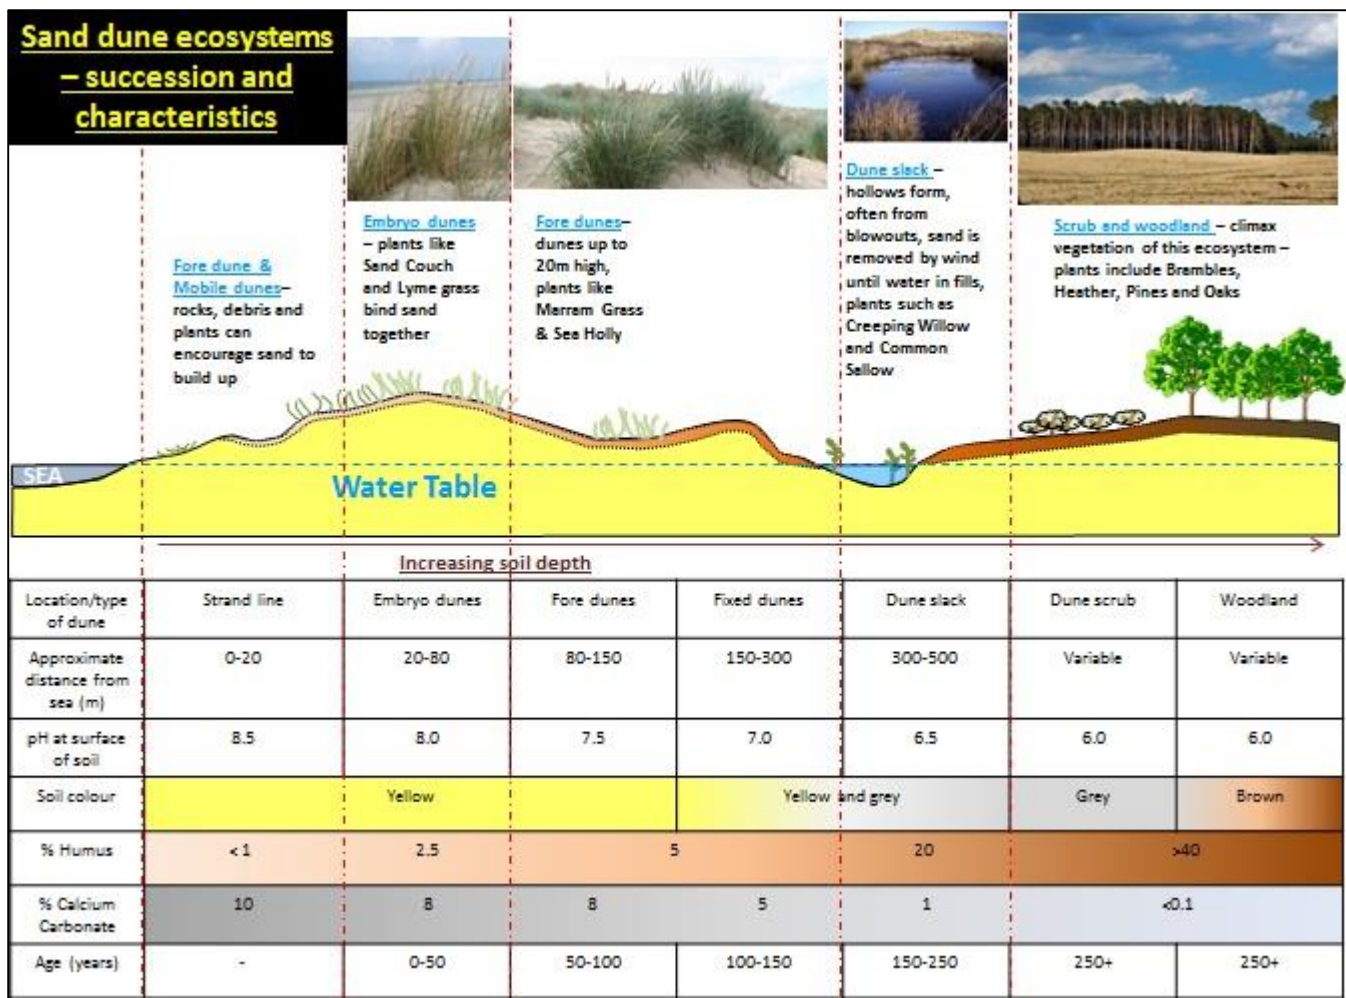 Sand dune ecosystems
– succession and
characteristics
Fore dune &
Mobile dunes–
rocks, debris and
plants can
encourage sand to
build up
Embryo dunes
– plants like
Sand Couch
and Lyme grass
bind sand
together
Fore dunes–
dunes up to
20m high,
plants like
Marram Grass
& Sea Holly
Dune slack –
hollows form,
often from
blowouts, sand is
removed by wind
until water in fills,
plants such as
Creeping Willow
and Common
Sallow
Scrub and woodland – climax
vegetation of this ecosystem –
plants include Brambles,
Heather, Pines and Oaks
SEA
Water Table
Increasing soil depth
Location/type
of dune
Strand line
Embryo dunes
Fore dunes
Fixed dunes
Dune slack
Dune scrub
Woodland
Approximate
distance from
sea (m)
0-20
20-80
80-150
150-300
300-500
Variable
Variable
pH at surface
of soil
8.5
8.0
7.5
7.0
6.5
6.0
6.0
Soil colour
Yellow
Yellow and grey
Grey
Brown
% Humus
< 1
2.5
5
20
>40
% Calcium
Carbonate
10
8
8
5
1
<0.1
Age (years)
-
0-50
50-100
100-150
150-250
250+
250+